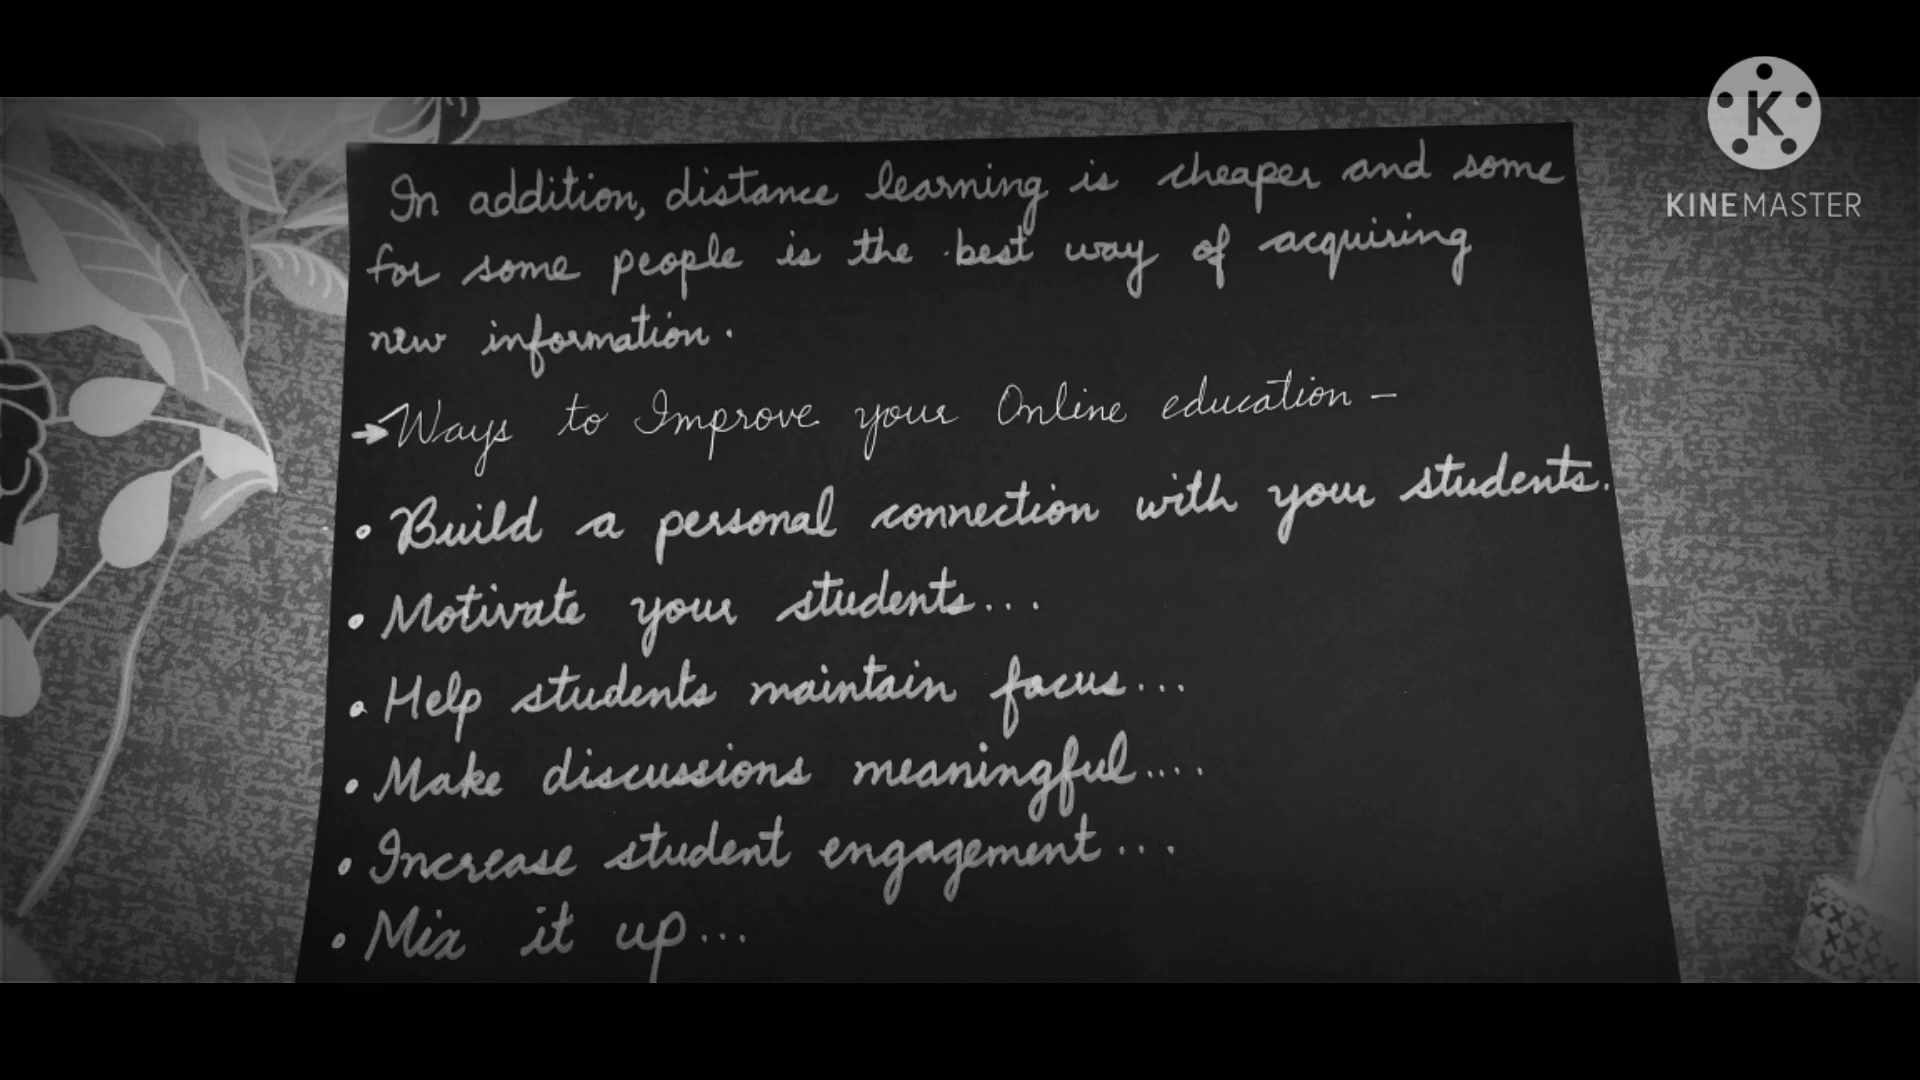 In addition, distance learning is cheaper and some
for some people is the best way of acquiring
new information.
→ Ways to Improve your Online education –
• Build a personal connection with your students.
• Motivate your students...
• Help students maintain focus...
• Make discussions meaningful....
• Increase student engagement...
• Mix it up...
K
KINEMASTER